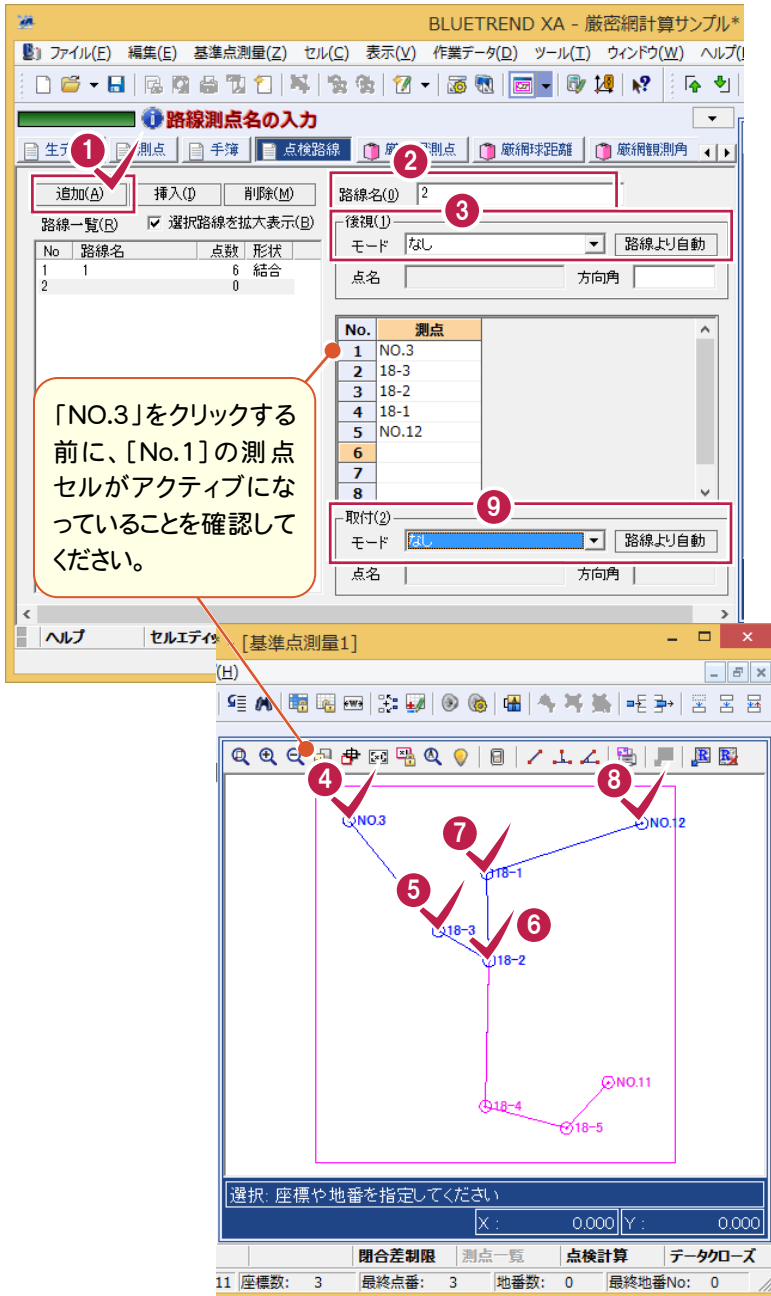 BLUETREND XA - 厳密網計算サンプル*
ファイル(F) 編集(E) 基準点測量(Z) セル(C) 表示(V) 作業データ(D) ツール(T) ウィンドウ(W) ヘルプ(
路線測点名の入力
測点 手簿 点検路線 測点 厳網球距離 厳網観測角
1
2
追加(A) 挿入(I) 削除(M)
路線名(0) 2
路線一覧(R) 選択路線を拡大表示(B)
3
後視(1)
モード なし 路線より自動
点名 方向角
No 路線名 点数 形状
1 1 6 結合
2 0
No. 測点
1 NO.3
2 18-3
3 18-2
4 18-1
5 NO.12
6
7
8
「NO.3」をクリックする
前に、[No.1]の測点
セルがアクティブにな
っていることを確認して
ください。
9
取付(2)
モード なし 路線より自動
点名 方向角
ヘルプ セルエディ
[基準点測量1]
(H)
4
NO.3
8
NO.12
7
18-1
5
18-3
6
18-2
NO.11
18-4
18-5
選択: 座標や地番を指定してください
X : 0.000 Y : 0.000
閉合差制限 測点一覧 点検計算 データクローズ
11 座標数: 3 最終点番: 3 地番数: 0 最終地番No: 0